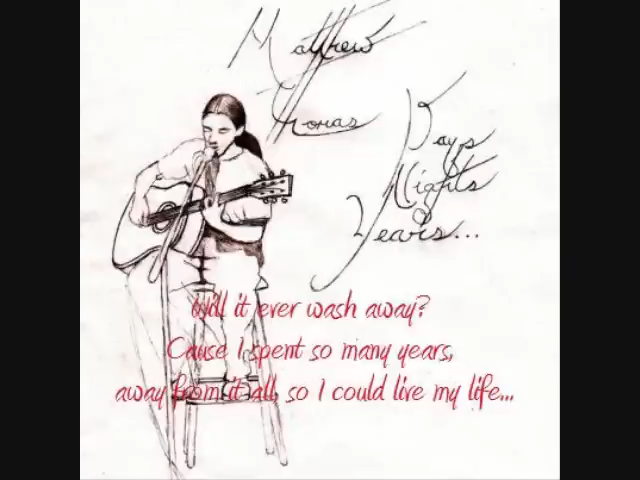 Matthew
Thomas
Days
Nights
Years...
Will it ever wash away?
Cause I spent so many years,
away from it all, so I could live my life...